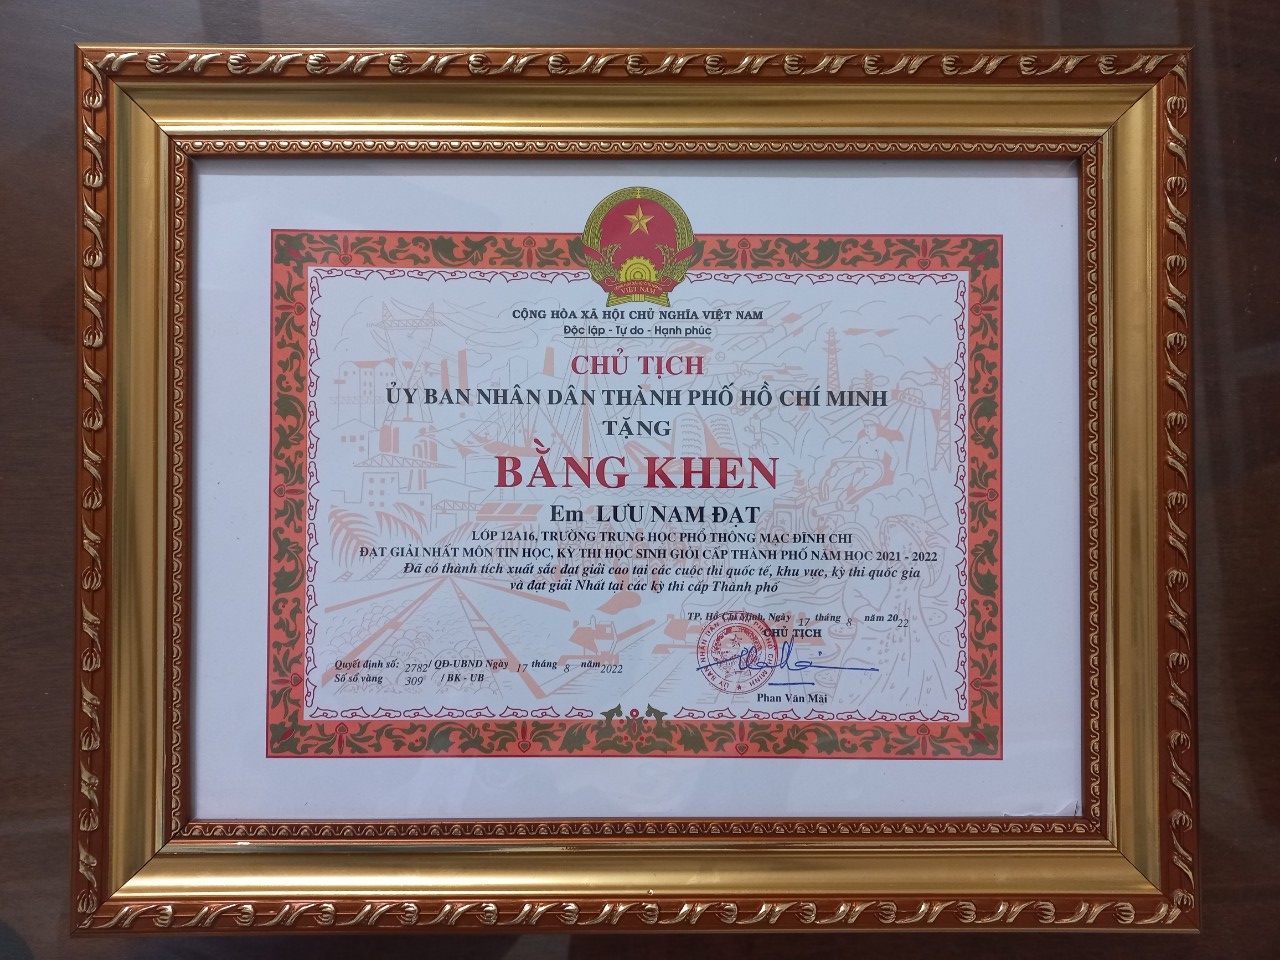 VIỆT NAM
CỘNG HÒA XÃ HỘI CHỦ NGHĨA VIỆT NAM
Độc lập - Tự do - Hạnh phúc
CHỦ TỊCH
ỦY BAN NHÂN DÂN THÀNH PHỐ HỒ CHÍ MINH
TẶNG
BẰNG KHEN
Em LƯU NAM ĐẠT
LỚP 12A16, TRƯỜNG TRUNG HỌC PHỔ THÔNG MẠC ĐĨNH CHI
ĐẠT GIẢI NHẤT MÔN TIN HỌC, KỲ THI HỌC SINH GIỎI CẤP THÀNH PHỐ NĂM HỌC 2021 - 2022
Đã có thành tích xuất sắc đạt giải cao tại các cuộc thi quốc tế, khu vực, kỳ thi quốc gia
và đạt giải Nhất tại các kỳ thi cấp Thành phố
TP. Hồ Chí Minh, Ngày 17 tháng 8 năm 2022
CHỦ TỊCH
Quyết định số: 2782/ QĐ-UBND Ngày 17 tháng 8 năm 2022
Số sổ vàng 309 / BK - UB
Phan Văn Mãi